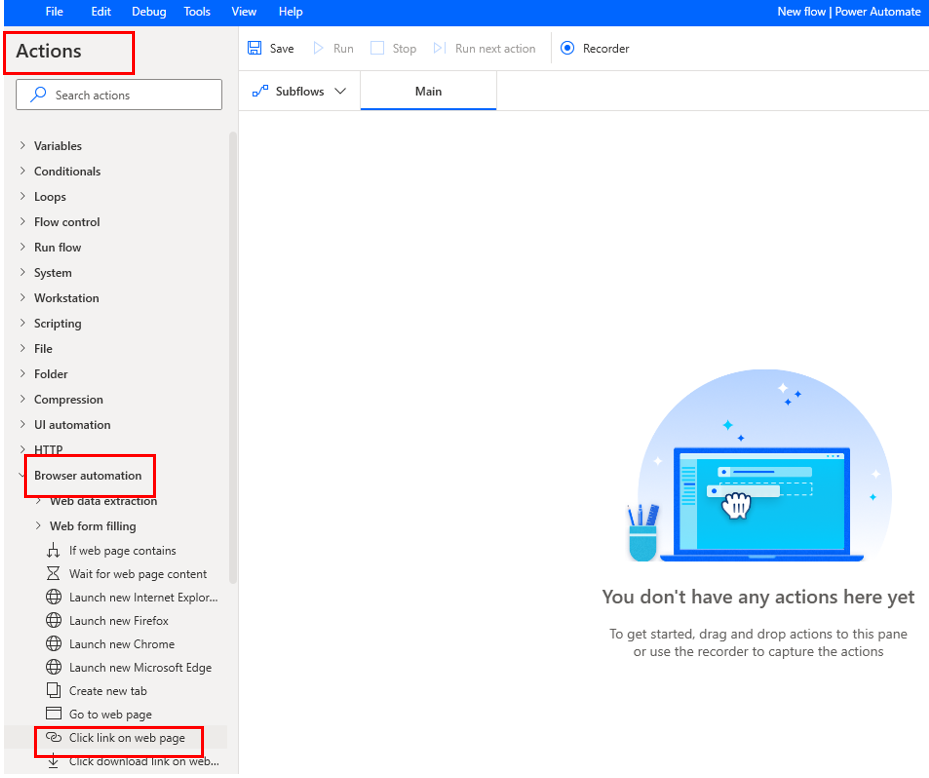 File Edit Debug Tools View Help New flow | Power Automate
Actions
Save Run Stop Run next action Recorder
Search actions
Subflows Main
Variables
Conditionals
Loops
Flow control
Run flow
System
Workstation
Scripting
File
Folder
Compression
UI automation
HTTP
Browser automation
Web data extraction
Web form filling
If web page contains
Wait for web page content
Launch new Internet Explor...
Launch new Firefox
Launch new Chrome
Launch new Microsoft Edge
Create new tab
Go to web page
Click link on web page
Click download link on web...
You don't have any actions here yet
To get started, drag and drop actions to this pane
or use the recorder to capture the actions